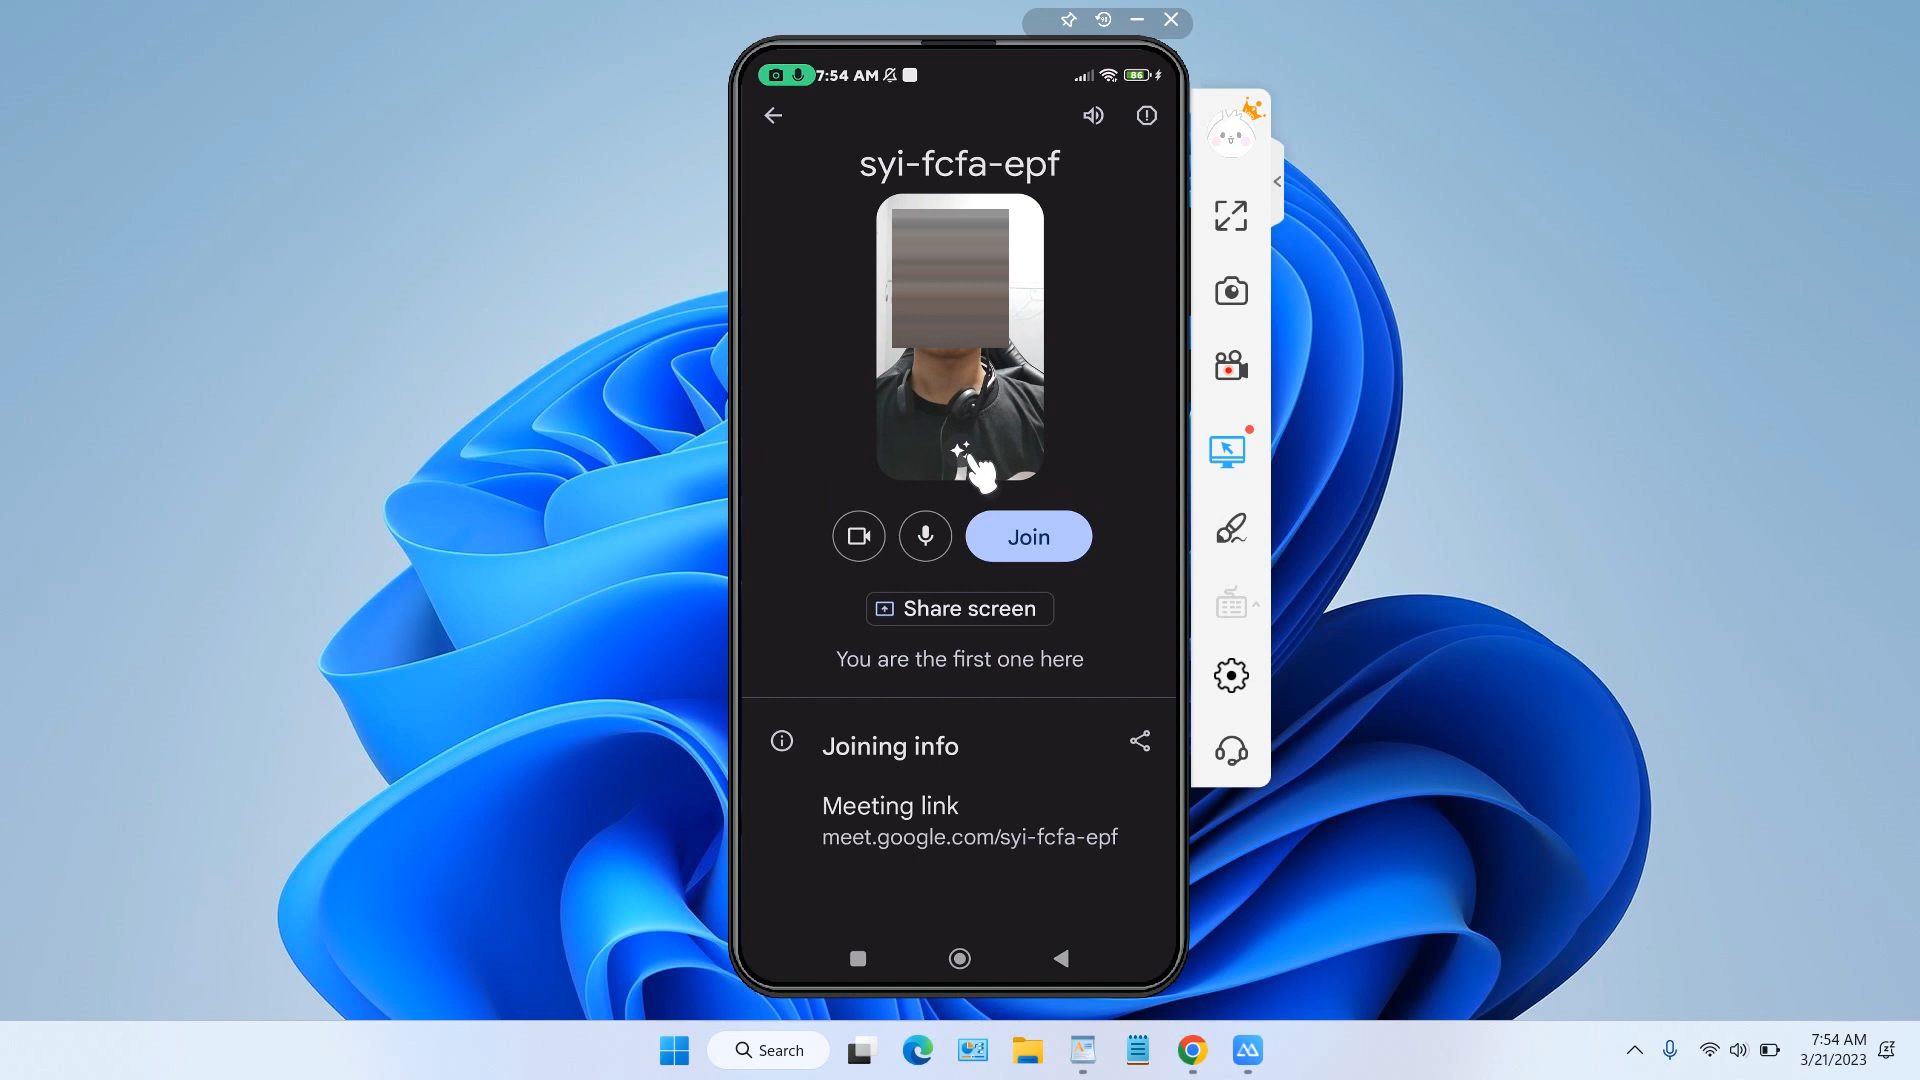 7:54 AM
86
syi-fcfa-epf
Join
Share screen
You are the first one here
Joining info
Meeting link
meet.google.com/syi-fcfa-epf
Search
7:54 AM
3/21/2023